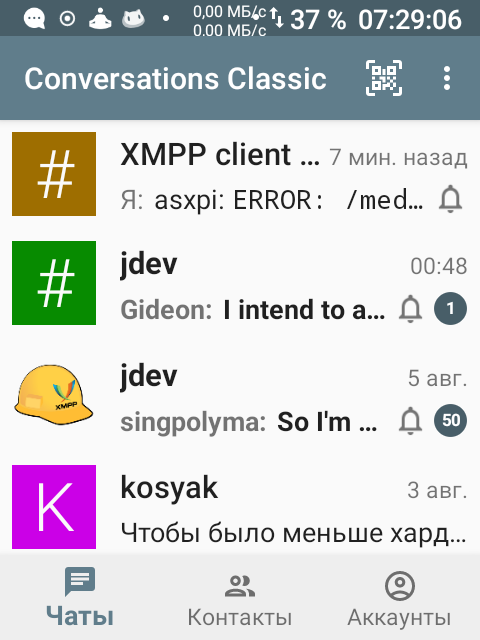 0,00 МБ/с
0.00 МБ/с
37 % 07:29:06
Conversations Classic
# XMPP client ... 7 мин. назад
Я: asxpi: ERROR: /med...
# jdev 00:48
Gideon: I intend to a... 1
XMPP
jdev 5 авг.
singpolyma: So I'm ... 50
K kosyak 3 авг.
Чтобы было меньше хард...
Чаты Контакты Аккаунты